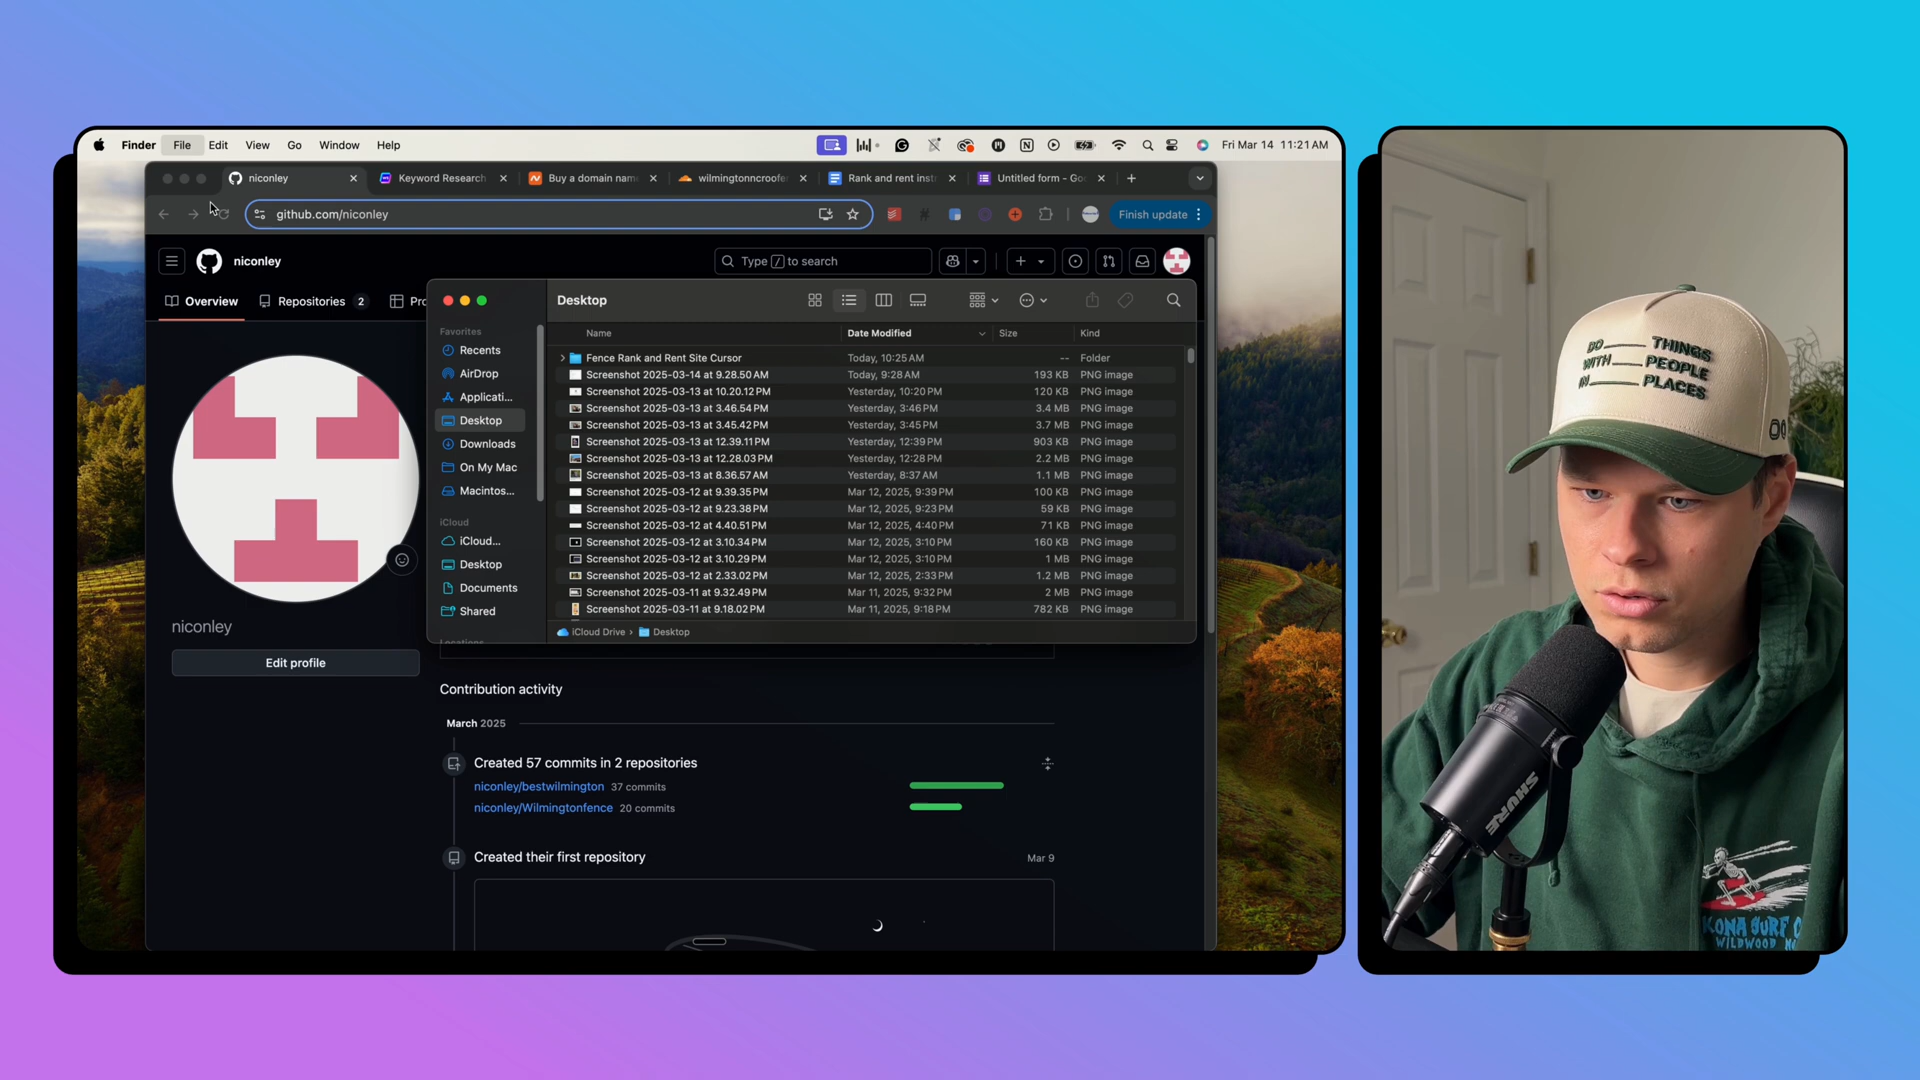 Finder File Edit View Go Window Help Fri Mar 14 11:21 AM
niconley Keyword Research Buy a domain nam wilmingtonncroofe Rank and rent inst Untitled form - Go
github.com/niconley Finish update
niconley Type / to search
Overview Repositories 2 Pr
Desktop
Favorites
Recents
AirDrop
Applicati...
Desktop
Downloads
On My Mac
Macintos...
iCloud
iCloud...
Desktop
Documents
Shared
Locations
Name Date Modified Size Kind
Fence Rank and Rent Site Cursor Today, 10:25 AM -- Folder
Screenshot 2025-03-14 at 9.28.50 AM Today, 9:28 AM 193 KB PNG image
Screenshot 2025-03-13 at 10.20.12 PM Yesterday, 10:20 PM 120 KB PNG image
Screenshot 2025-03-13 at 3.46.54 PM Yesterday, 3:46 PM 3.4 MB PNG image
Screenshot 2025-03-13 at 3.45.42 PM Yesterday, 3:45 PM 3.7 MB PNG image
Screenshot 2025-03-13 at 12.39.11 PM Yesterday, 12:39 PM 903 KB PNG image
Screenshot 2025-03-13 at 12.28.03 PM Yesterday, 12:28 PM 2.2 MB PNG image
Screenshot 2025-03-13 at 8.36.57 AM Yesterday, 8:37 AM 1.1 MB PNG image
Screenshot 2025-03-12 at 9.39.35 PM Mar 12, 2025, 9:39 PM 100 KB PNG image
Screenshot 2025-03-12 at 9.23.38 PM Mar 12, 2025, 9:23 PM 59 KB PNG image
Screenshot 2025-03-12 at 4.40.51 PM Mar 12, 2025, 4:40 PM 71 KB PNG image
Screenshot 2025-03-12 at 3.10.34 PM Mar 12, 2025, 3:10 PM 160 KB PNG image
Screenshot 2025-03-12 at 3.10.29 PM Mar 12, 2025, 3:10 PM 1 MB PNG image
Screenshot 2025-03-12 at 2.33.02 PM Mar 12, 2025, 2:33 PM 1.2 MB PNG image
Screenshot 2025-03-11 at 9.32.49 PM Mar 11, 2025, 9:32 PM 2 MB PNG image
Screenshot 2025-03-11 at 9.18.02 PM Mar 11, 2025, 9:18 PM 782 KB PNG image
iCloud Drive › Desktop
niconley
Edit profile
Contribution activity
March 2025
Created 57 commits in 2 repositories
niconley/bestwilmington 37 commits
niconley/Wilmingtonfence 20 commits
Created their first repository Mar 9
DO____ THINGS
WITH____PEOPLE
IN____ PLACES
SHURE
KONA SURF C
WILDWOOD N